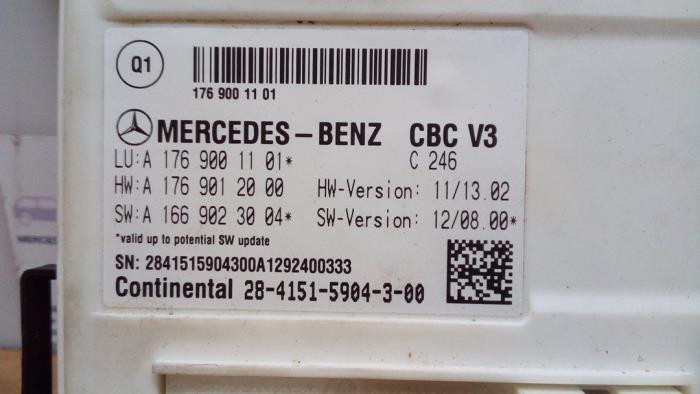 Q1
176 900 11 01
MERCEDES-BENZ CBC V3
LU:A 176 900 11 01* C 246
HW:A 176 901 20 00 HW-Version: 11/13.02
SW:A 166 902 30 04* SW-Version: 12/08.00*
*valid up to potential SW update
SN: 2841515904300A1292400333
Continental 28-4151-5904-3-00
MERCEDES